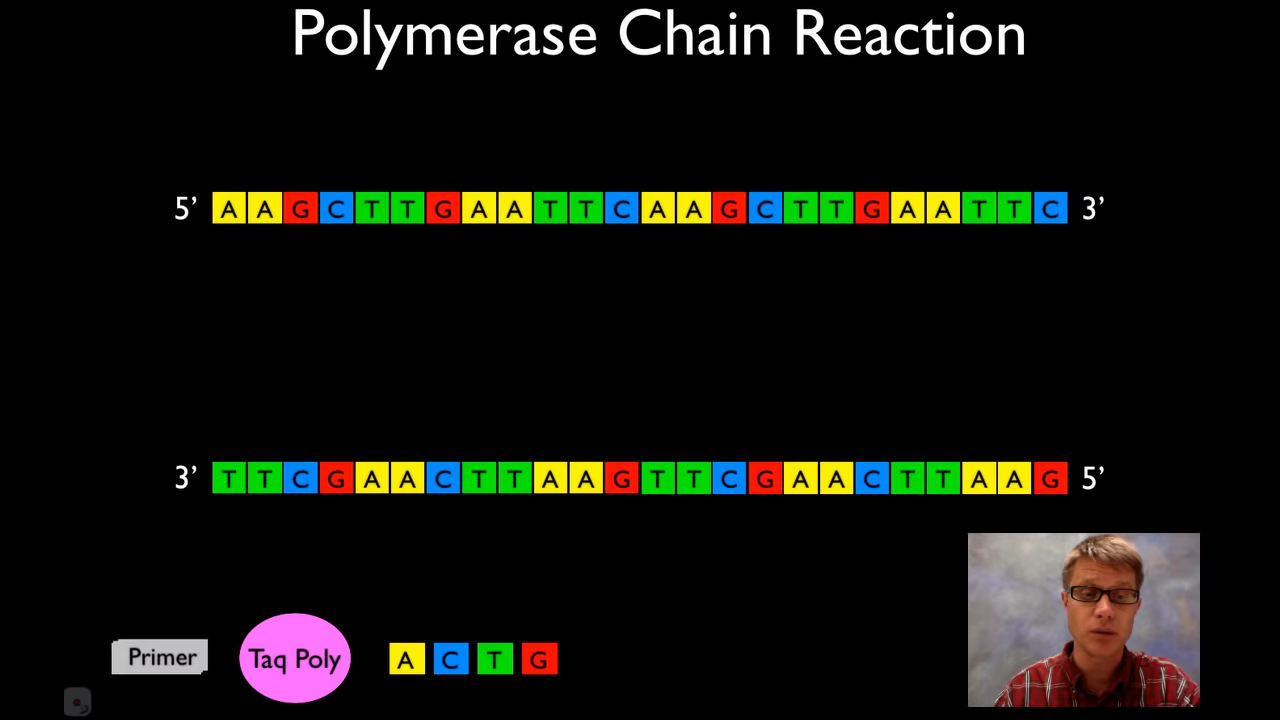 Polymerase Chain Reaction
5’ A A G C T T G A A T T C A A G C T T G A A T T C 3’
3’ T T C G A A C T T A A G T T C G A A C T T A A G 5’
Primer Taq Poly A C T G